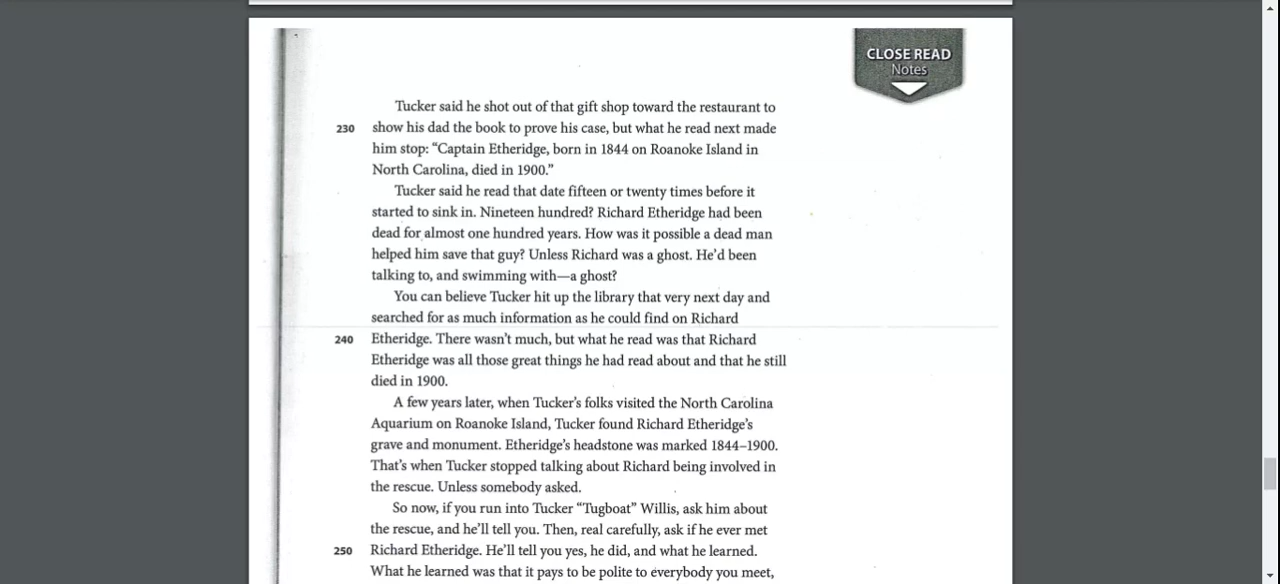 CLOSE READ
Notes
Tucker said he shot out of that gift shop toward the restaurant to
230 show his dad the book to prove his case, but what he read next made
him stop: “Captain Etheridge, born in 1844 on Roanoke Island in
North Carolina, died in 1900.”
Tucker said he read that date fifteen or twenty times before it
started to sink in. Nineteen hundred? Richard Etheridge had been
dead for almost one hundred years. How was it possible a dead man
helped him save that guy? Unless Richard was a ghost. He’d been
talking to, and swimming with—a ghost?
You can believe Tucker hit up the library that very next day and
searched for as much information as he could find on Richard
240 Etheridge. There wasn’t much, but what he read was that Richard
Etheridge was all those great things he had read about and that he still
died in 1900.
A few years later, when Tucker’s folks visited the North Carolina
Aquarium on Roanoke Island, Tucker found Richard Etheridge’s
grave and monument. Etheridge’s headstone was marked 1844–1900.
That’s when Tucker stopped talking about Richard being involved in
the rescue. Unless somebody asked.
So now, if you run into Tucker “Tugboat” Willis, ask him about
the rescue, and he’ll tell you. Then, real carefully, ask if he ever met
250 Richard Etheridge. He’ll tell you yes, he did, and what he learned.
What he learned was that it pays to be polite to everybody you meet,